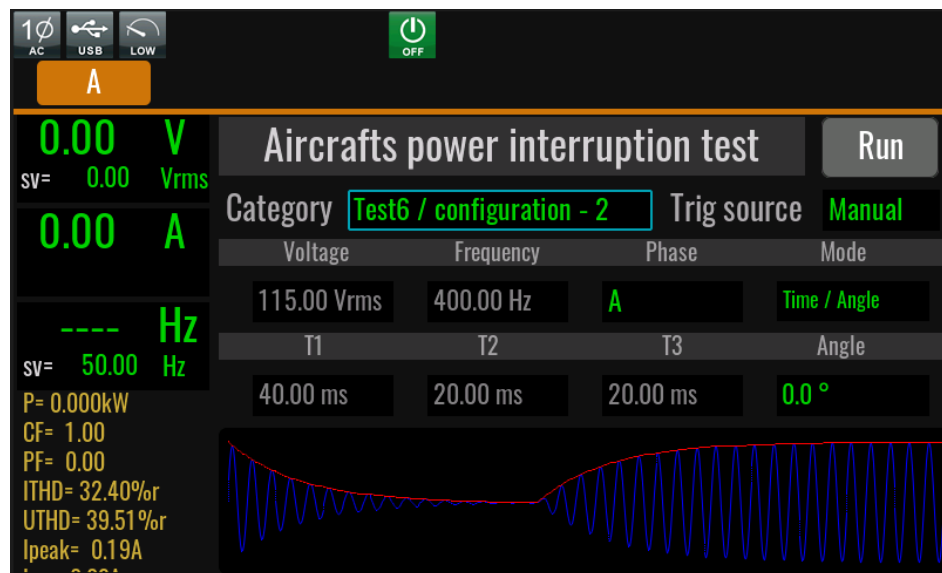 1Ø
AC
USB
LOW
OFF
A
0.00 V
sv= 0.00 Vrms
0.00 A
---- Hz
sv= 50.00 Hz
P= 0.000kW
CF= 1.00
PF= 0.00
ITHD= 32.40%r
UTHD= 39.51%r
Ipeak= 0.19A
Aircrafts power interruption test
Run
Category Test6 / configuration - 2 Trig source Manual
Voltage Frequency Phase Mode
115.00 Vrms 400.00 Hz A Time / Angle
T1 T2 T3 Angle
40.00 ms 20.00 ms 20.00 ms 0.0 °